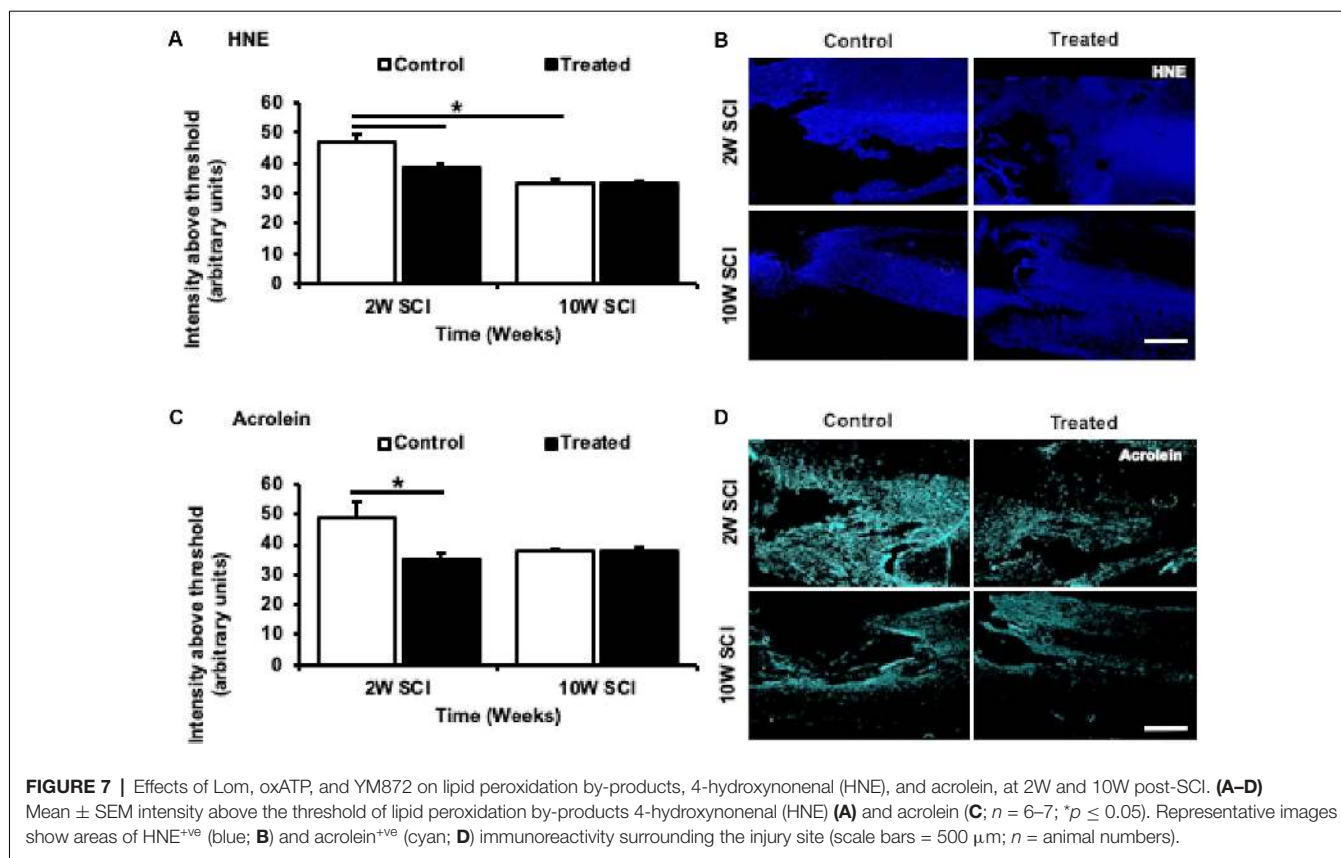 A HNE
Control Treated
*
Intensity above threshold
(arbitrary units)
60
50
40
30
20
10
0
2W SCI 10W SCI
Time (Weeks)
B
Control Treated
HNE
2W SCI
10W SCI
C Acrolein
Control Treated
*
Intensity above threshold
(arbitrary units)
60
50
40
30
20
10
0
2W SCI 10W SCI
Time (Weeks)
D
Control Treated
Acrolein
2W SCI
10W SCI
FIGURE 7 | Effects of Lom, oxATP, and YM872 on lipid peroxidation by-products, 4-hydroxynonenal (HNE), and acrolein, at 2W and 10W post-SCI. (A–D)
Mean ± SEM intensity above the threshold of lipid peroxidation by-products 4-hydroxynonenal (HNE) (A) and acrolein (C; n = 6–7; *p ≤ 0.05). Representative images
show areas of HNE+ve (blue; B) and acrolein+ve (cyan; D) immunoreactivity surrounding the injury site (scale bars = 500 μm; n = animal numbers).